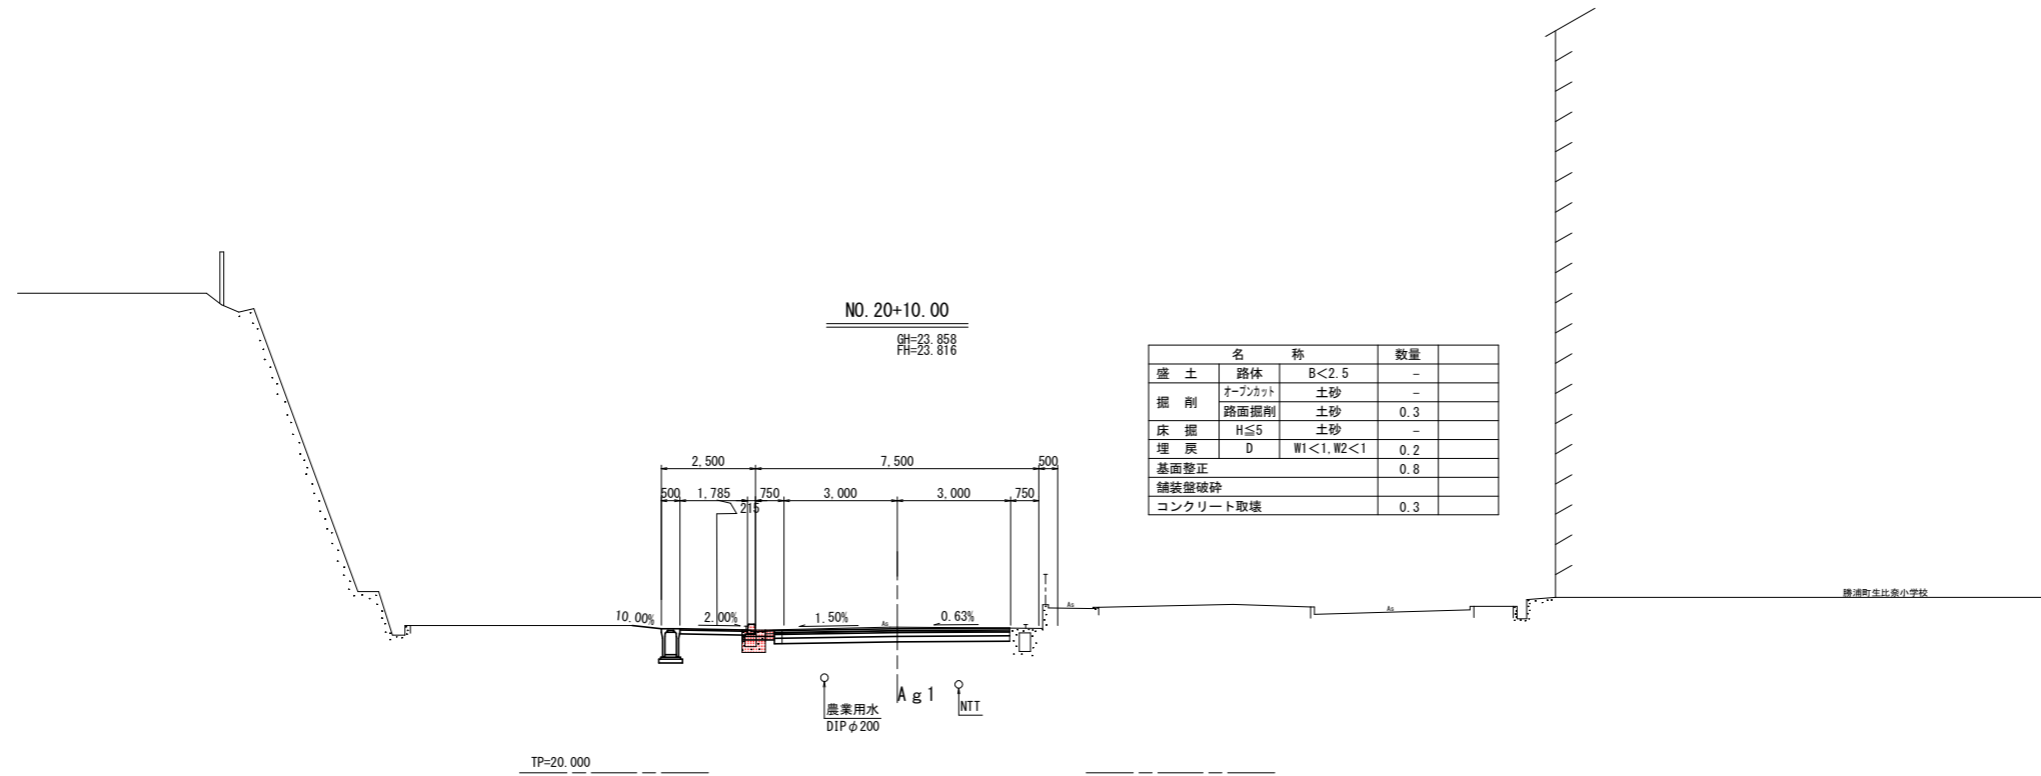 NO.20+10.00
GH=23.858
FH=23.816
名 称 数量
盛 土 路体 B<2.5 -
掘 削 オープンカット 土砂 -
路面掘削 土砂 0.3
床 掘 H≦5 土砂 -
埋 戻 D W1<1,W2<1 0.2
基面整正 0.8
舗装盤破砕
コンクリート取壊 0.3
2,500 7,500 500
500 1,785 750 3,000 3,000 750
215
10.00% 2.00% 1.50% As 0.63%
T
As As
T
勝浦町生比奈小学校
Ag1
農業用水
DIPφ200
NTT
TP=20.000